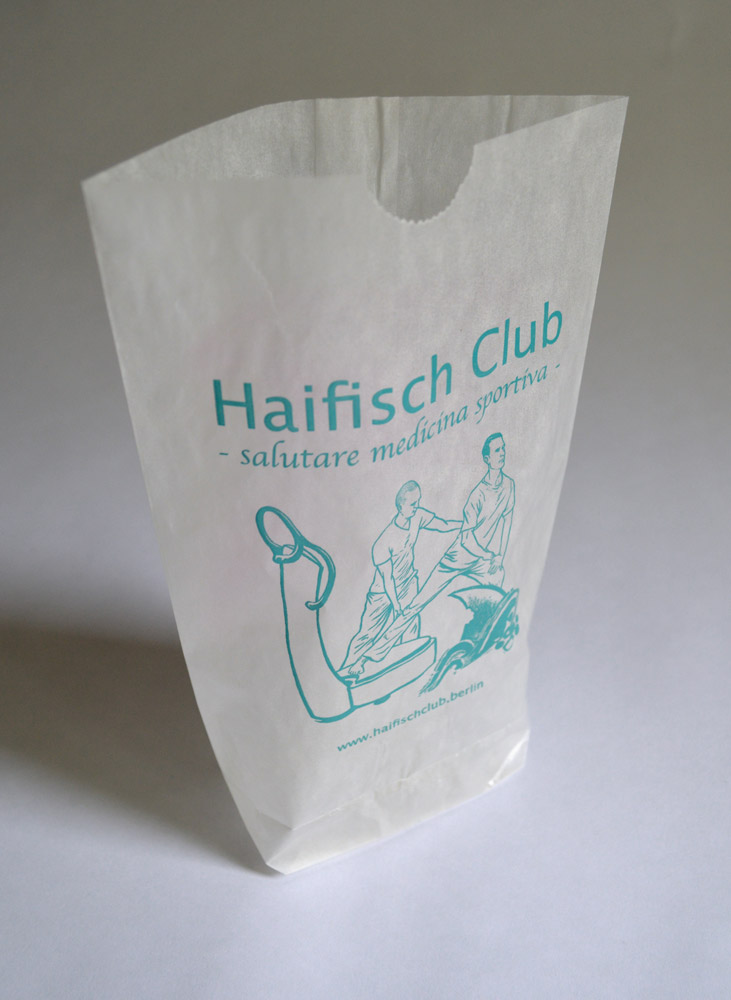 Haifisch Club
- salutare medicina sportiva -
www.haifischclub.berlin